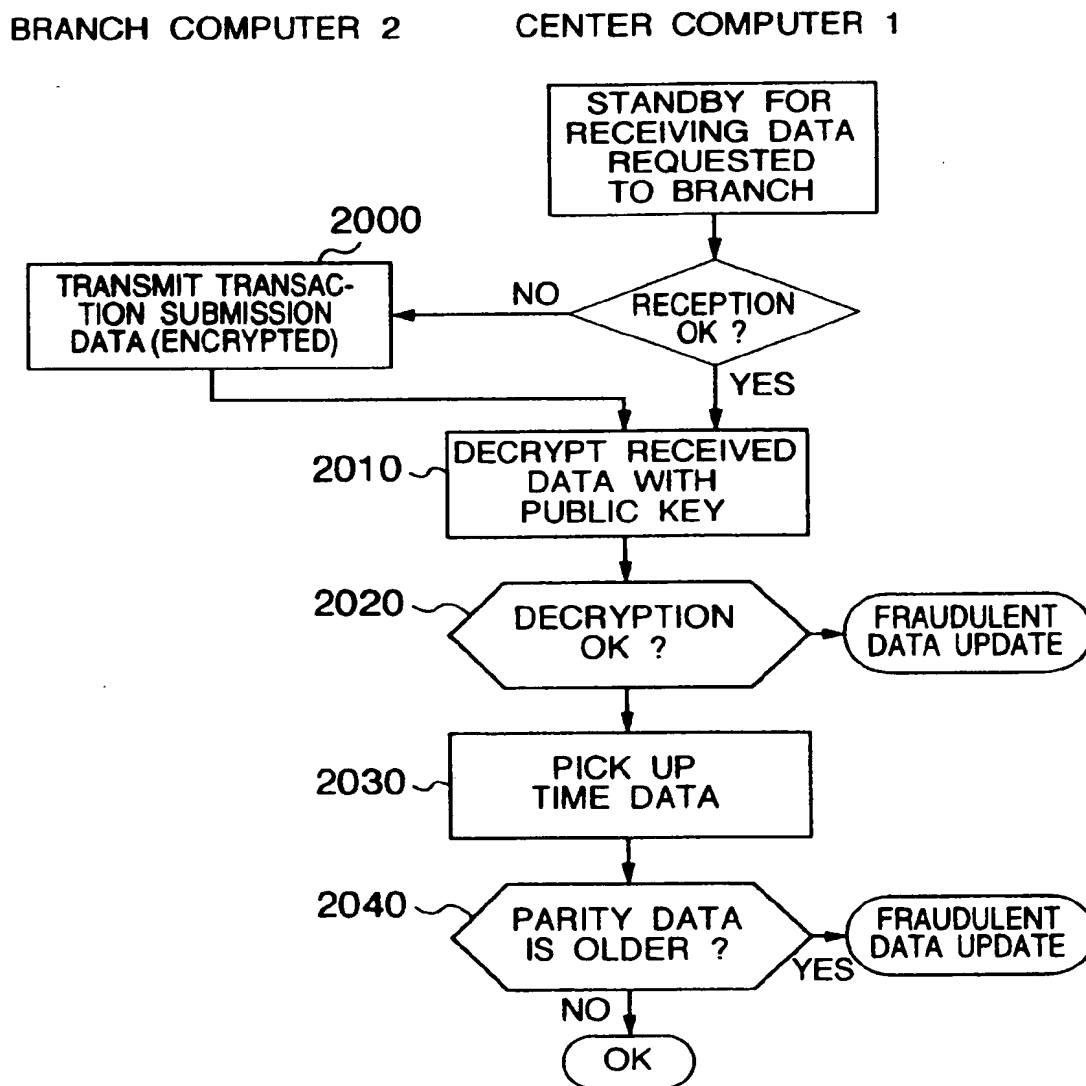 BRANCH COMPUTER 2
CENTER COMPUTER 1
STANDBY FOR
RECEIVING DATA
REQUESTED
TO BRANCH
2000
TRANSMIT TRANSAC-
TION SUBMISSION
DATA (ENCRYPTED)
NO
RECEPTION
OK ?
YES
2010
DECRYPT RECEIVED
DATA WITH
PUBLIC KEY
2020
DECRYPTION
OK ?
FRAUDULENT
DATA UPDATE
2030
PICK UP
TIME DATA
2040
PARITY DATA
IS OLDER ?
YES
FRAUDULENT
DATA UPDATE
NO
OK